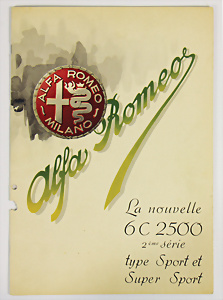 ALFA ROMEO
MILANO
Alfa Romeo
La nouvelle
6C 2500
2ème série
type Sport et
Super Sport